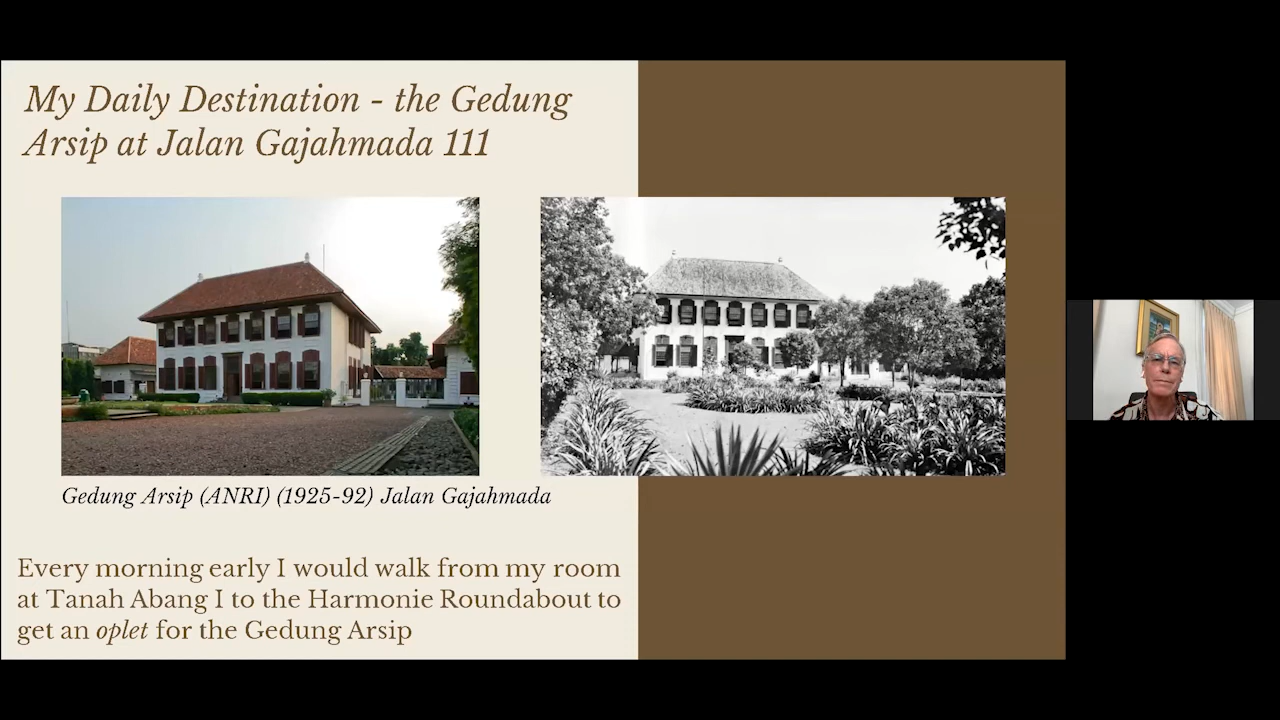 My Daily Destination - the Gedung
Arsip at Jalan Gajahmada 111
Gedung Arsip (ANRI) (1925-92) Jalan Gajahmada
Every morning early I would walk from my room
at Tanah Abang I to the Harmonie Roundabout to
get an oplet for the Gedung Arsip